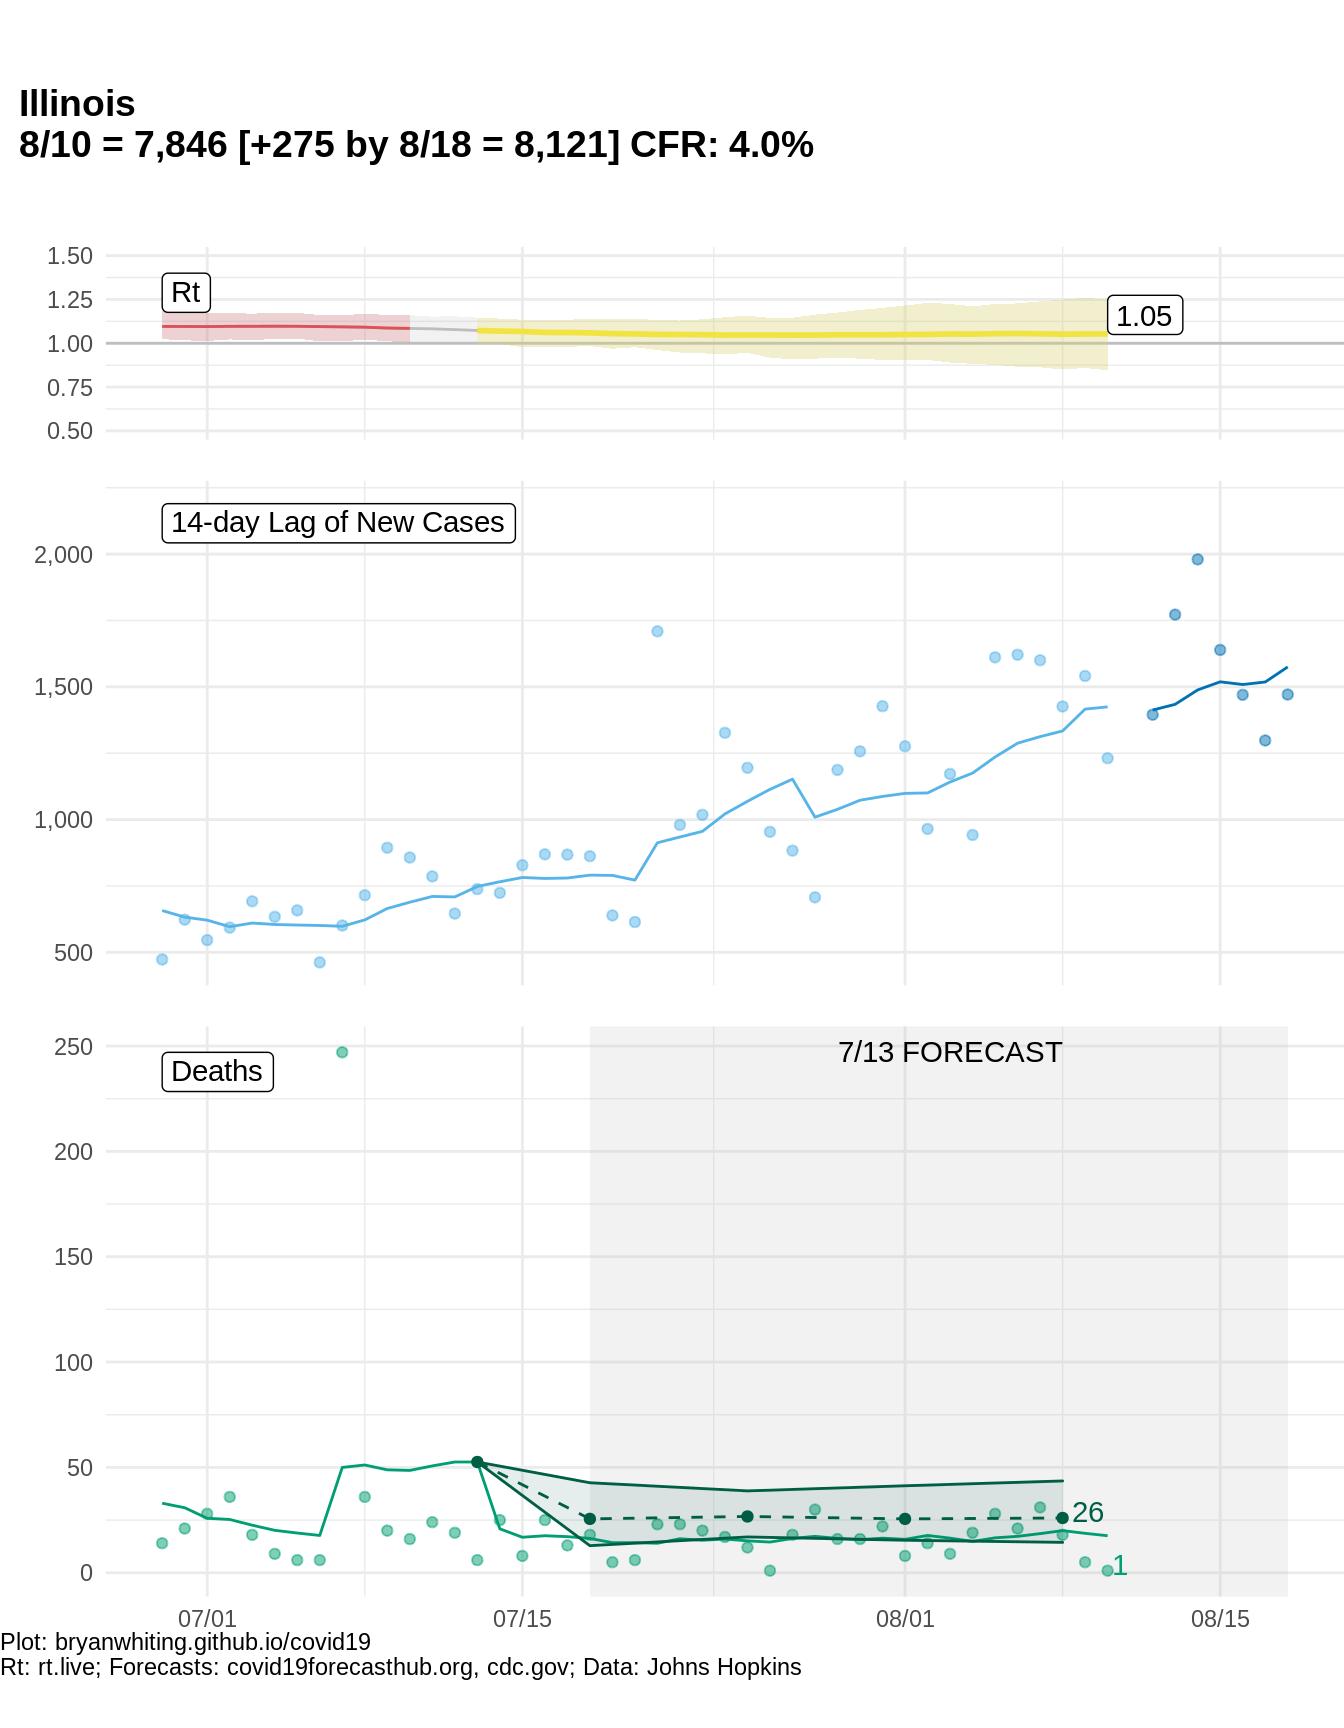 Illinois
8/10 = 7,846 [+275 by 8/18 = 8,121] CFR: 4.0%
1.50
Rt
1.25
1.05
1.00
0.75
0.50
14-day Lag of New Cases
2,000
1,500
1,000
500
250
7/13 FORECAST
Deaths
200
150
100
50
26
1
0
07/01 07/15 08/01 08/15
Plot: bryanwhiting.github.io/covid19
Rt: rt.live; Forecasts: covid19forecasthub.org, cdc.gov; Data: Johns Hopkins